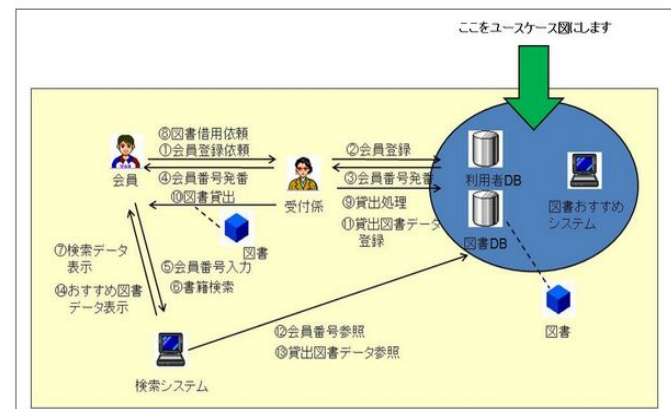 ここをユースケース図にします
⑧図書借用依頼
①会員登録依頼
②会員登録
会員
④会員番号発番
⑩図書貸出
受付係
③会員番号発番
⑨貸出処理
⑪貸出図書データ
登録
利用者DB
図書DB
図書おすすめ
システム
図書
⑦検索データ
表示
⑭おすすめ図書
データ表示
⑤会員番号入力
⑥書籍検索
図書
⑫会員番号参照
⑬貸出図書データ参照
検索システム